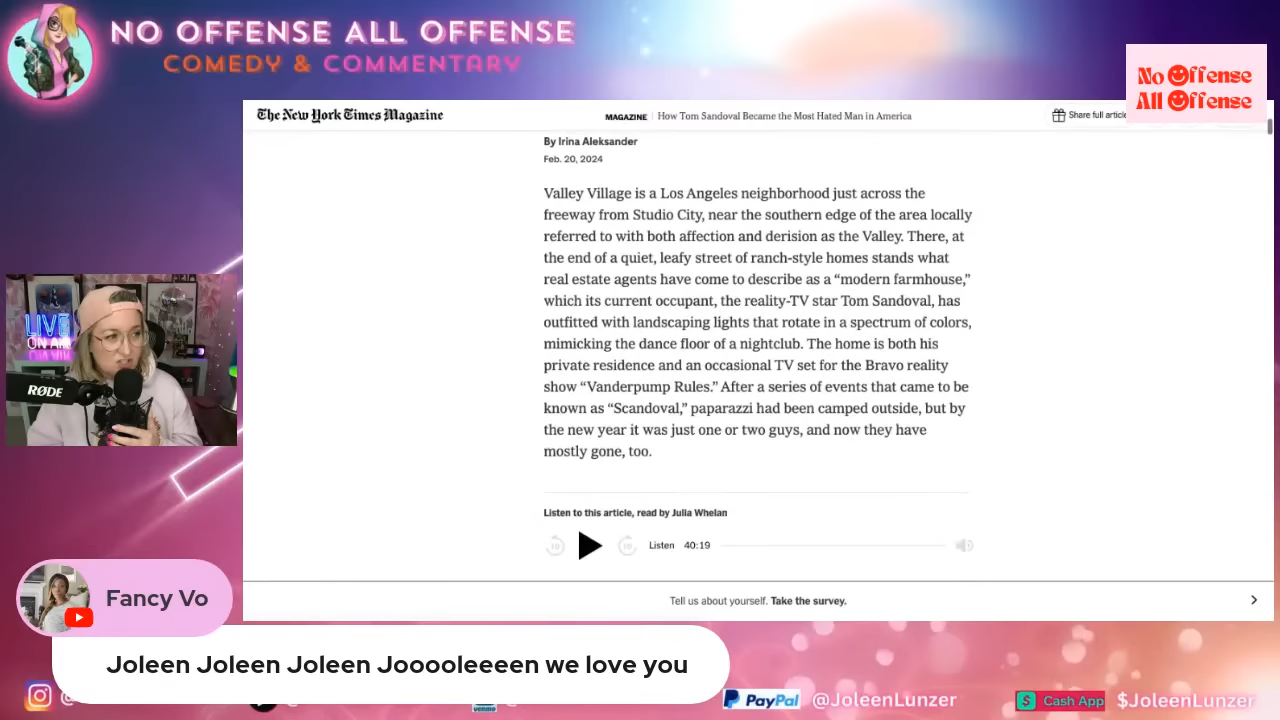 NO OFFENSE ALL OFFENSE
COMEDY & COMMENTARY
No Offense
All Offense
The New York Times Magazine
MAGAZINE | How Tom Sandoval Became the Most Hated Man in America
Share full article
By Irina Aleksander
Feb. 20, 2024
Valley Village is a Los Angeles neighborhood just across the
freeway from Studio City, near the southern edge of the area locally
referred to with both affection and derision as the Valley. There, at
the end of a quiet, leafy street of ranch-style homes stands what
real estate agents have come to describe as a “modern farmhouse,”
which its current occupant, the reality-TV star Tom Sandoval, has
outfitted with landscaping lights that rotate in a spectrum of colors,
mimicking the dance floor of a nightclub. The home is both his
private residence and an occasional TV set for the Bravo reality
show “Vanderpump Rules.” After a series of events that came to be
known as “Scandoval,” paparazzi had been camped outside, but by
the new year it was just one or two guys, and now they have
mostly gone, too.
Listen to this article, read by Julia Whelan
10
10
Listen 40:19
Tell us about yourself. Take the survey.
LIVE
ON AIR
RØDE
Fancy Vo
Joleen Joleen Joleen Jooooleeeen we love you
@
venmo
PayPal @JoleenLunzer
$ Cash App $JoleenLunzer